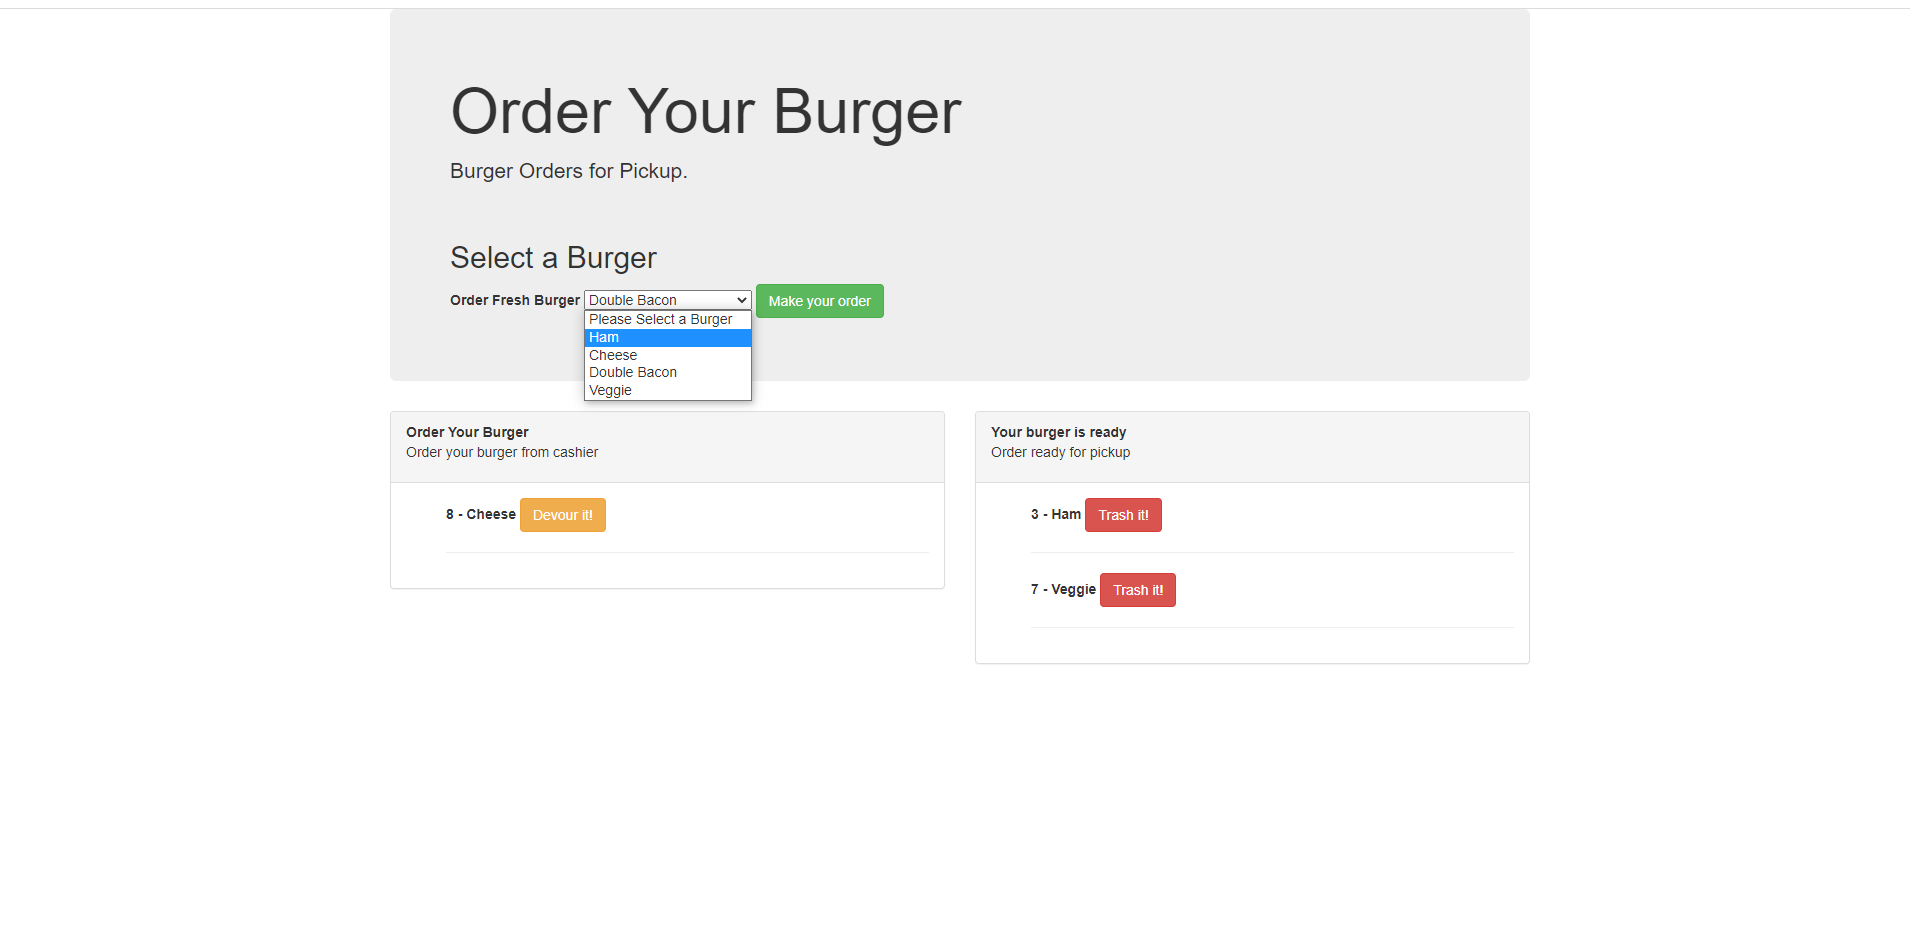 Order Your Burger
Burger Orders for Pickup.
Select a Burger
Order Fresh Burger Double Bacon Make your order
Please Select a Burger
Ham
Cheese
Double Bacon
Veggie
Order Your Burger
Order your burger from cashier
8 - Cheese Devour it!
Your burger is ready
Order ready for pickup
3 - Ham Trash it!
7 - Veggie Trash it!